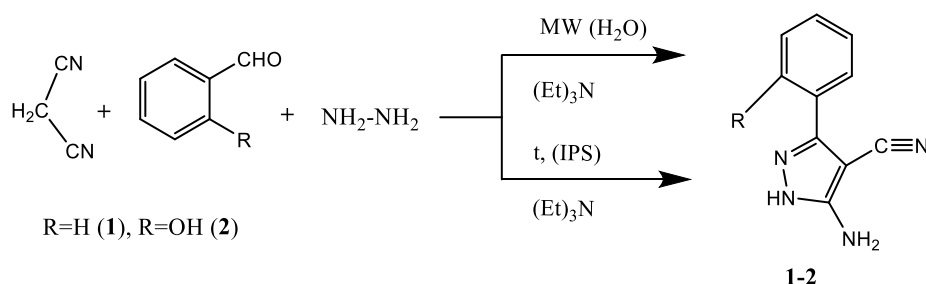 CN
H₂C
CN
+
CHO
R
+
NH₂-NH₂
MW (H₂O)
(Et)₃N
t, (IPS)
(Et)₃N
R
N
HN
C≡N
NH₂
R=H (1), R=OH (2)
1-2